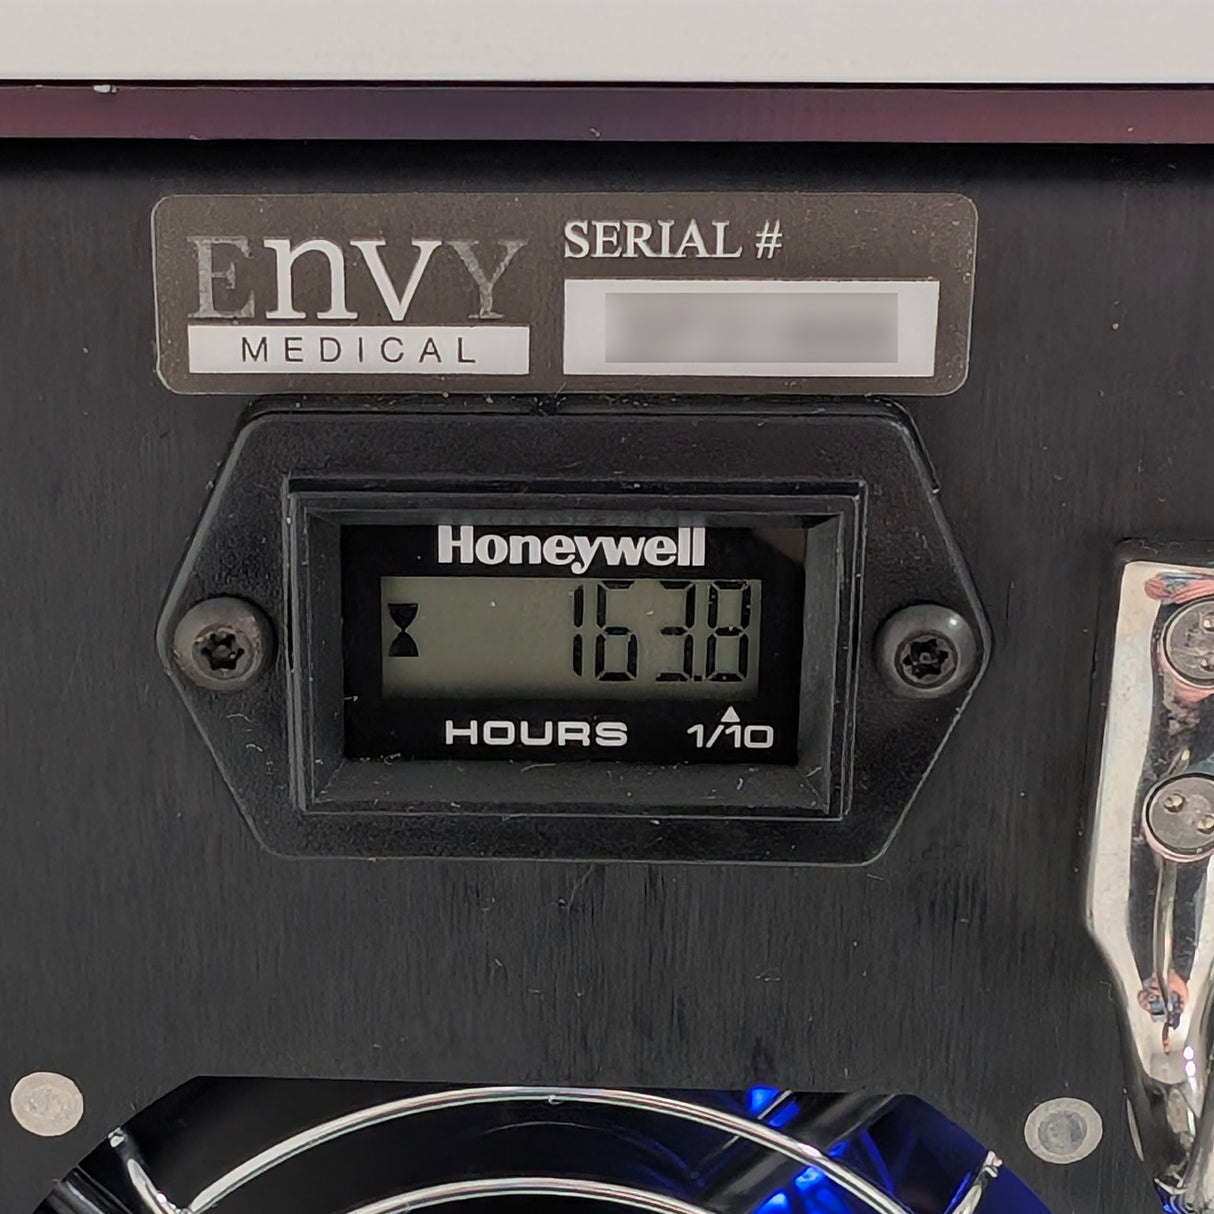 ENVY
MEDICAL
SERIAL #
Honeywell
163.8
HOURS 1/10